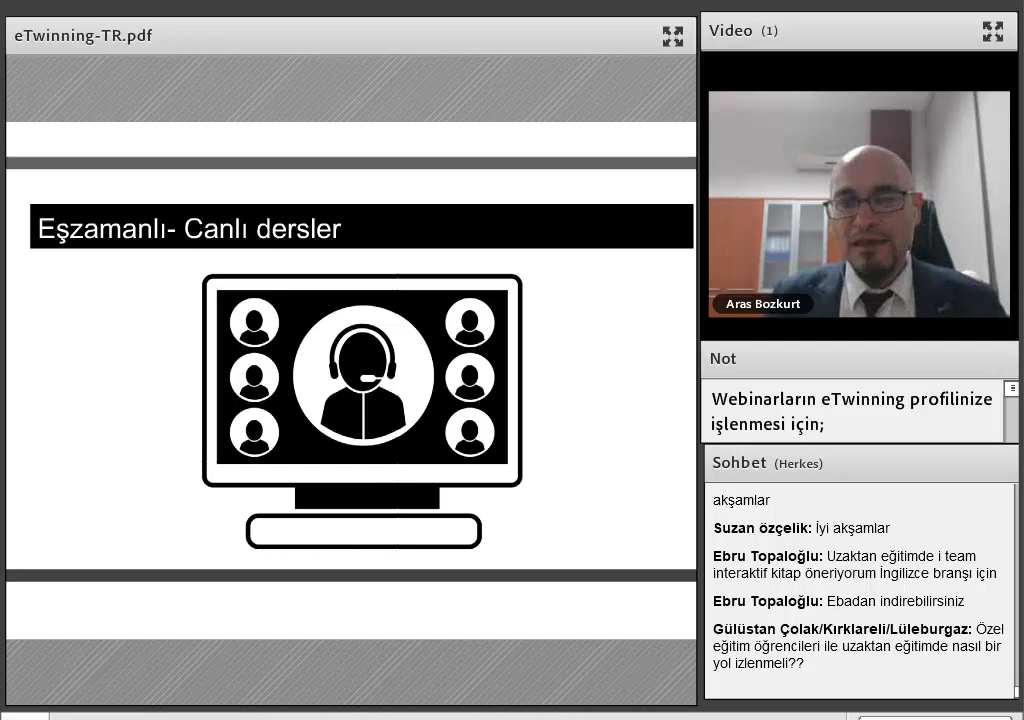 eTwinning-TR.pdf
Eşzamanlı- Canlı dersler
Video (1)
Aras Bozkurt
Not
Webinarların eTwinning profilinize
işlenmesi için;
Sohbet (Herkes)
akşamlar
Suzan özçelik: İyi akşamlar
Ebru Topaloğlu: Uzaktan eğitimde i team
interaktif kitap öneriyorum İngilizce branşı için
Ebru Topaloğlu: Ebadan indirebilirsiniz
Gülüstan Çolak/Kırklareli/Lüleburgaz: Özel
eğitim öğrencileri ile uzaktan eğitimde nasıl bir
yol izlenmeli??